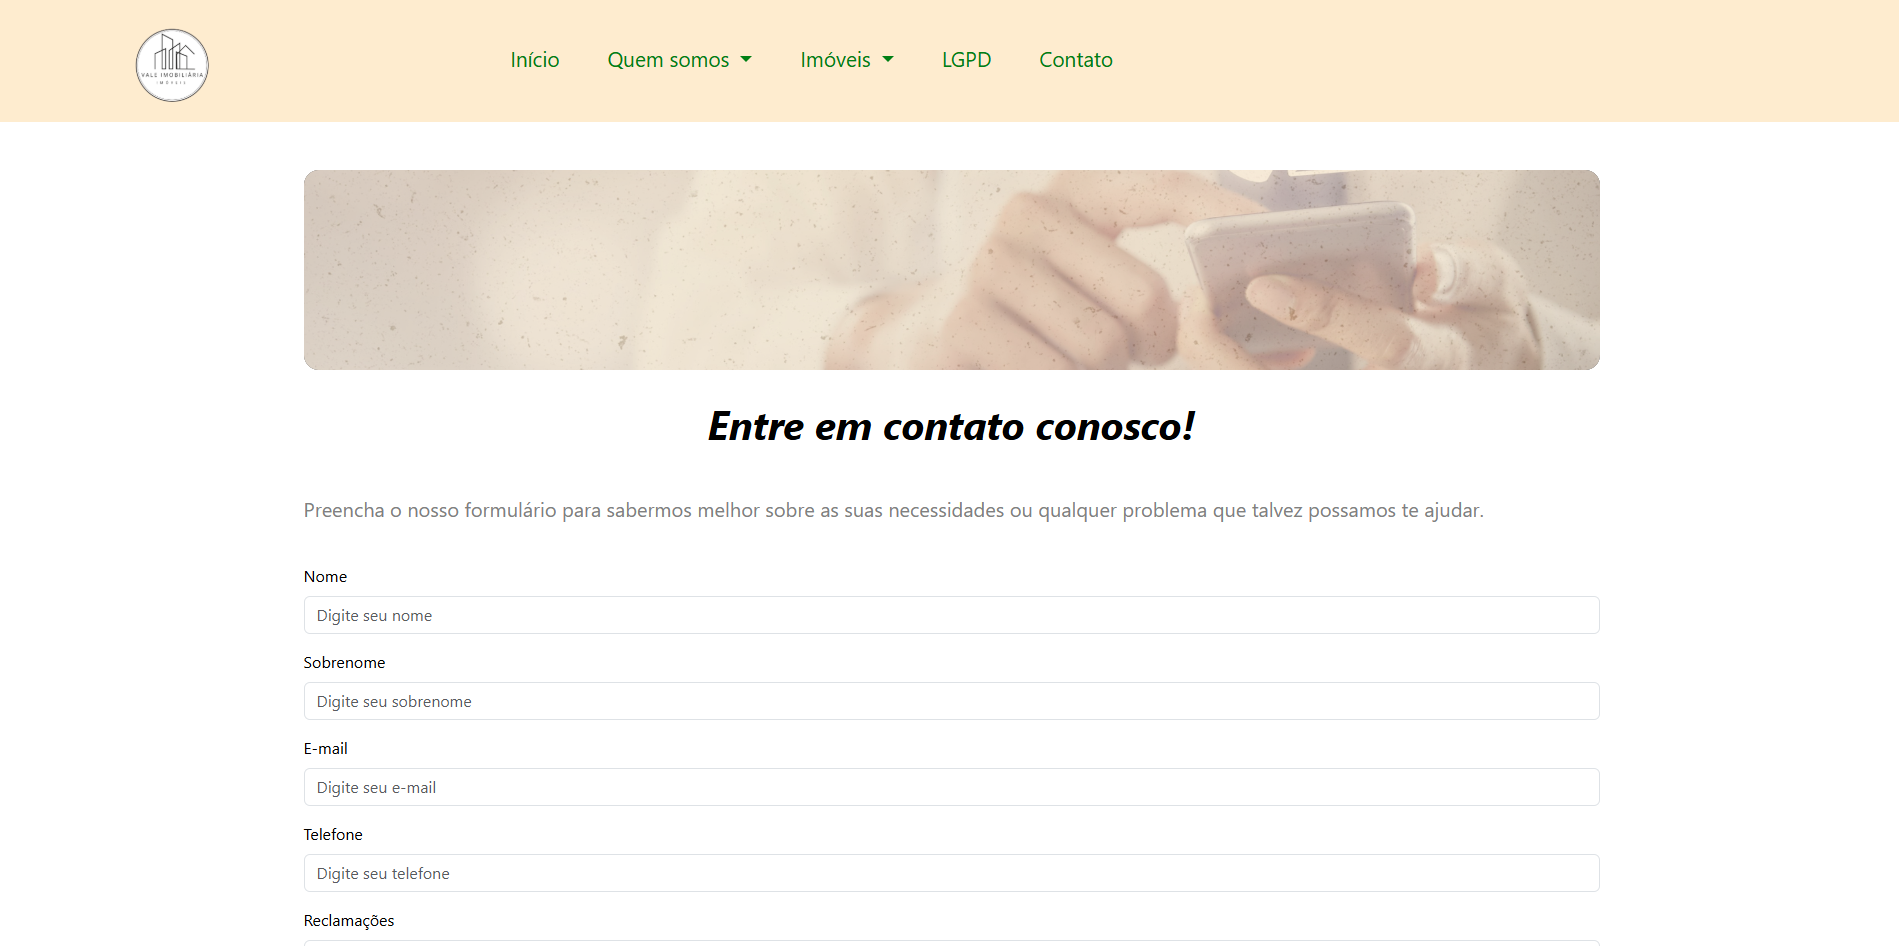 VALE IMOBILIÁRIA
IMÓVEIS
Início
Quem somos
Imóveis
LGPD
Contato
Entre em contato conosco!
Preencha o nosso formulário para sabermos melhor sobre as suas necessidades ou qualquer problema que talvez possamos te ajudar.
Nome
Digite seu nome
Sobrenome
Digite seu sobrenome
E-mail
Digite seu e-mail
Telefone
Digite seu telefone
Reclamações